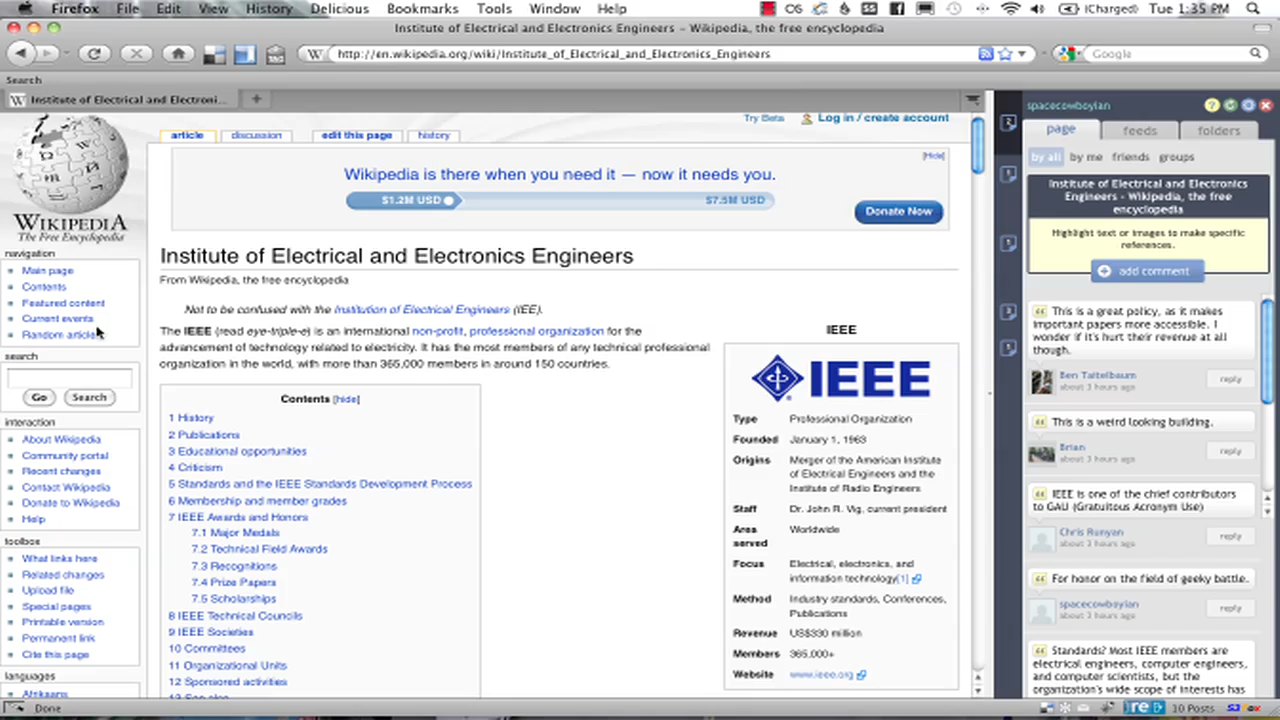 Firefox File Edit View History Delicious Bookmarks Tools Window Help (Charged) Tue 1:35 PM
Institute of Electrical and Electronics Engineers – Wikipedia, the free encyclopedia
http://en.wikipedia.org/wiki/Institute_of_Electrical_and_Electronics_Engineers Google
Search
Institute of Electrical and Electroni...
WIKIPEDIA
The Free Encyclopedia
navigation
Main page
Contents
Featured content
Current events
Random article
search
Go Search
interaction
About Wikipedia
Community portal
Recent changes
Contact Wikipedia
Donate to Wikipedia
Help
toolbox
What links here
Related changes
Upload file
Special pages
Printable version
Permanent link
Cite this page
languages
Afrikaans
Try Beta Log in / create account
article discussion edit this page history
[Hide]
Wikipedia is there when you need it — now it needs you.
$1.2M USD $7.5M USD
Donate Now
Institute of Electrical and Electronics Engineers
From Wikipedia, the free encyclopedia
Not to be confused with the Institution of Electrical Engineers (IEE).
The IEEE (read eye-triple-e) is an international non-profit, professional organization for the
advancement of technology related to electricity. It has the most members of any technical professional
organization in the world, with more than 365,000 members in around 150 countries.
Contents [hide]
1 History
2 Publications
3 Educational opportunities
4 Criticism
5 Standards and the IEEE Standards Development Process
6 Membership and member grades
7 IEEE Awards and Honors
7.1 Major Medals
7.2 Technical Field Awards
7.3 Recognitions
7.4 Prize Papers
7.5 Scholarships
8 IEEE Technical Councils
9 IEEE Societies
10 Committees
11 Organizational Units
12 Sponsored activities
IEEE
IEEE
Type Professional Organization
Founded January 1, 1963
Origins Merger of the American Institute
of Electrical Engineers and the
Institute of Radio Engineers
Staff Dr. John R. Vig, current president
Area Worldwide
served
Focus Electrical, electronics, and
information technology[1]
Method Industry standards, Conferences,
Publications
Revenue US$330 million
Members 365,000+
Website www.ieee.org
spacecowboyian
page feeds folders
by all by me friends groups
Institute of Electrical and Electronics
Engineers - Wikipedia, the free
encyclopedia
Highlight text or images to make specific
references.
add comment
This is a great policy, as it makes
important papers more accessible. I
wonder if it's hurt their revenue at all
though.
Ben Taitelbaum
about 3 hours ago
reply
This is a weird looking building.
Brian
about 3 hours ago
reply
IEEE is one of the chief contributors
to GAU (Gratuitous Acronym Use)
Chris Runyan
about 3 hours ago
reply
For honor on the field of geeky battle.
spacecowboyian
about 3 hours ago
reply
Standards? Most IEEE members are
electrical engineers, computer engineers,
and computer scientists, but the
organization's wide scope of interests has
Done 10 Posts